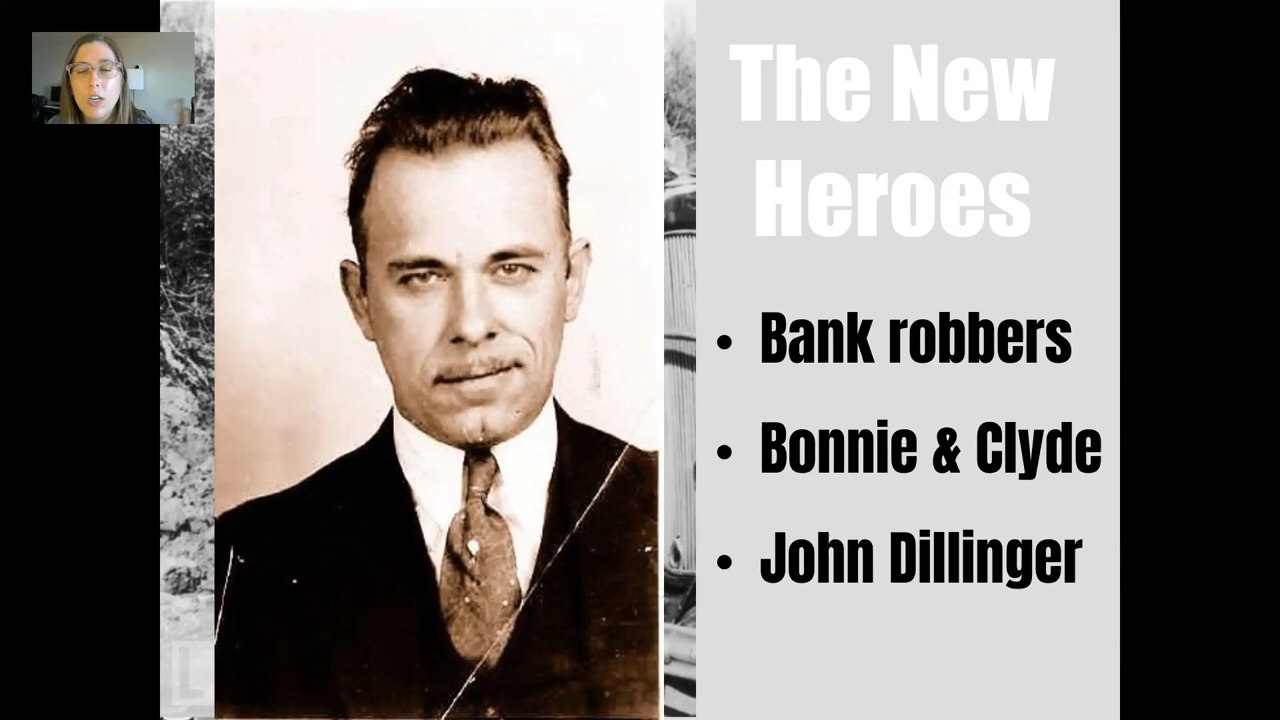 The New
Heroes
• Bank robbers
• Bonnie & Clyde
• John Dillinger